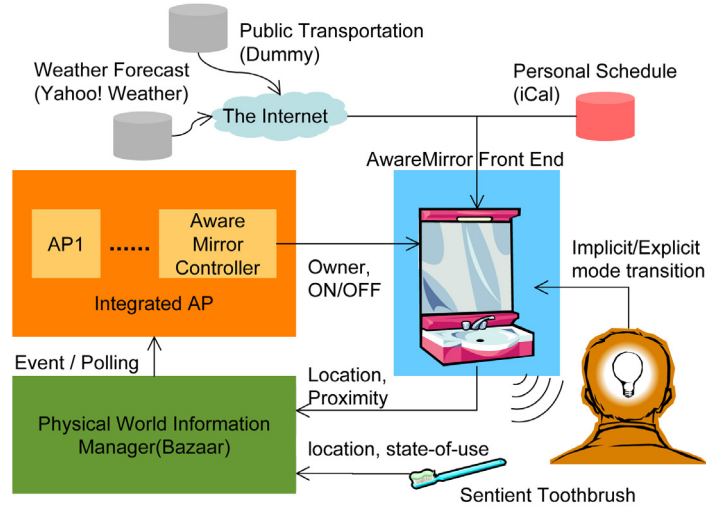 Public Transportation
(Dummy)
Weather Forecast
(Yahoo! Weather)
Personal Schedule
(iCal)
The Internet
AwareMirror Front End
AP1
......
Aware
Mirror
Controller
Integrated AP
Owner,
ON/OFF
Implicit/Explicit
mode transition
Event / Polling
Location,
Proximity
Physical World Information
Manager(Bazaar)
location, state-of-use
Sentient Toothbrush